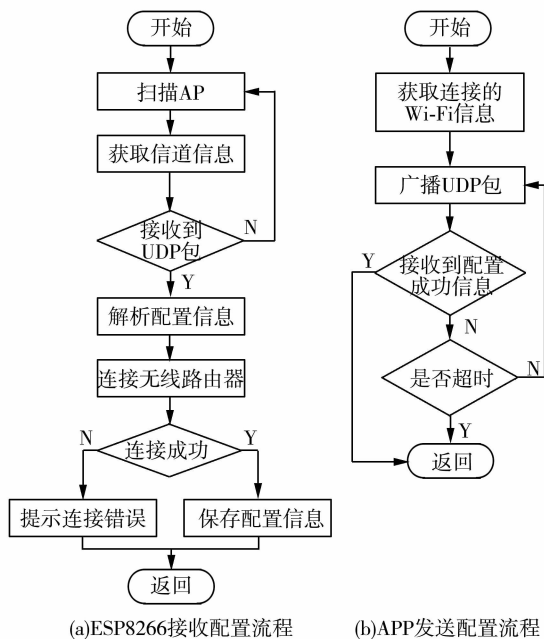 开始
扫描AP
获取信道信息
接收到
UDP包
N
Y
解析配置信息
连接无线路由器
连接成功
N
Y
提示连接错误
保存配置信息
返回
(a)ESP8266接收配置流程
开始
获取连接的
Wi-Fi信息
广播UDP包
接收到配置
成功信息
Y
N
是否超时
N
Y
返回
(b)APP发送配置流程